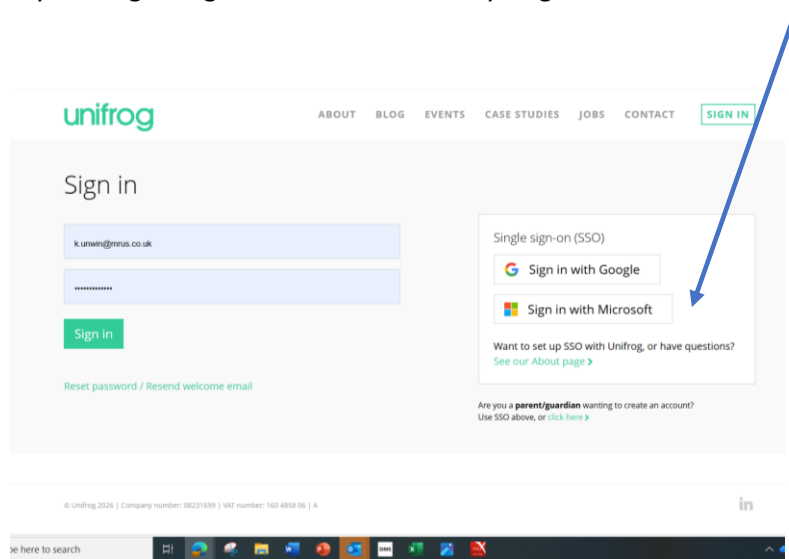 unifrog
ABOUT BLOG EVENTS CASE STUDIES JOBS CONTACT SIGN IN
Sign in
k.unwin@mrus.co.uk
••••••••••••
Sign in
Reset password / Resend welcome email
Single sign-on (SSO)
Sign in with Google
Sign in with Microsoft
Want to set up SSO with Unifrog, or have questions?
See our About page ›
Are you a parent/guardian wanting to create an account?
Use SSO above, or click here ›
© Unifrog 2026 | Company number: 08231699 | VAT number: 160 4858 06 | A
in
here to search
SIMS